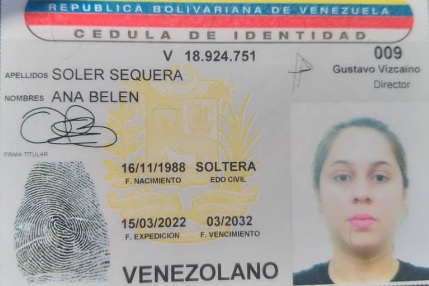 REPUBLICA BOLIVARIANA DE VENEZUELA
CEDULA DE IDENTIDAD
V 18.924.751
009
APELLIDOS SOLER SEQUERA
Gustavo Vizcaino
Director
NOMBRES ANA BELEN
FIRMA TITULAR
16/11/1988 SOLTERA
F. NACIMIENTO EDO CIVIL
15/03/2022 03/2032
F. EXPEDICION F. VENCIMIENTO
VENEZOLANO